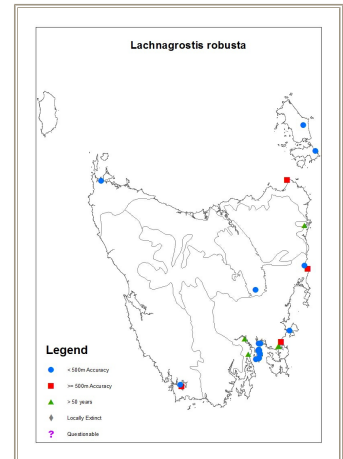 Lachnagrostis robusta
Legend
< 500m Accuracy
>= 500m Accuracy
> 50 years
Locally Extinct
? Questionable